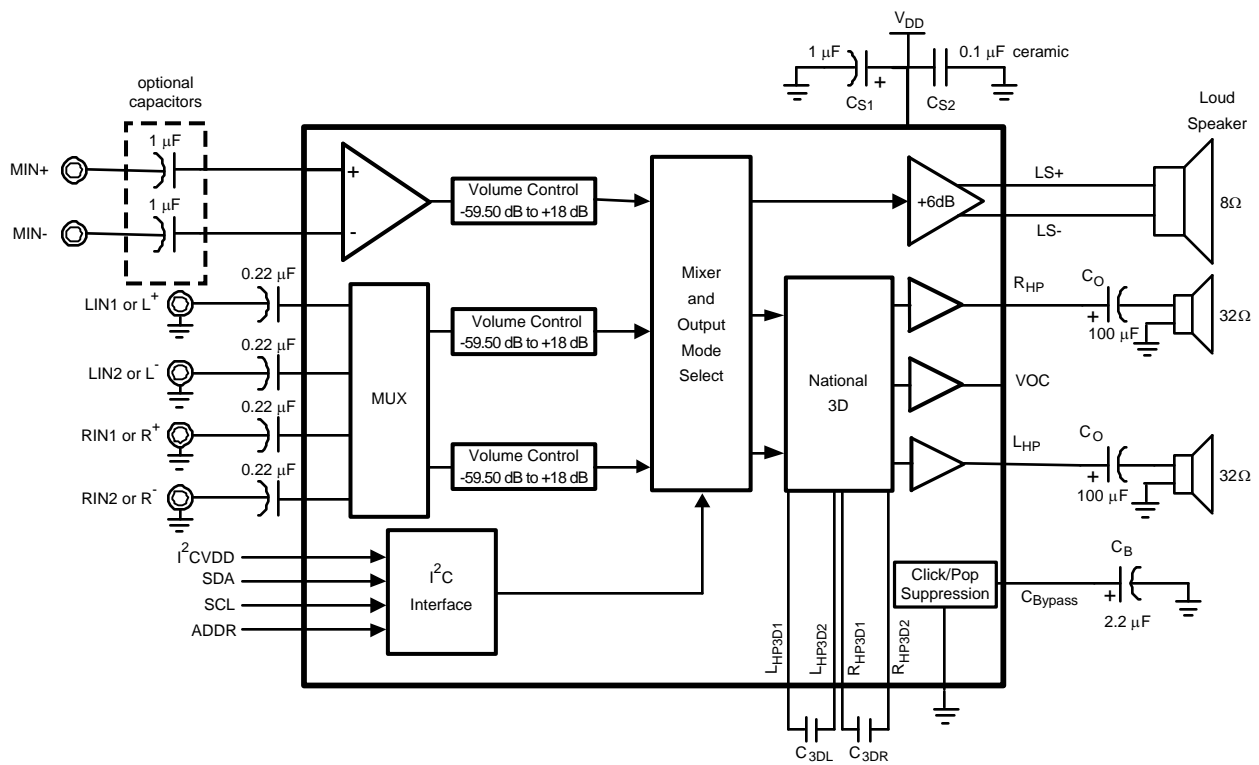 V_DD
1 µF
0.1 µF ceramic
C_S1
C_S2
optional
capacitors
1 µF
1 µF
MIN+
MIN-
+
-
Volume Control
-59.50 dB to +18 dB
+6dB
LS+
LS-
Loud
Speaker
8Ω
LIN1 or L^+
LIN2 or L^-
RIN1 or R^+
RIN2 or R^-
0.22 µF
0.22 µF
0.22 µF
0.22 µF
MUX
Volume Control
-59.50 dB to +18 dB
Volume Control
-59.50 dB to +18 dB
Mixer
and
Output
Mode
Select
National
3D
R_HP
C_O
+
100 µF
32Ω
VOC
L_HP
C_O
+
100 µF
32Ω
I^2CVDD
SDA
SCL
ADDR
I^2C
Interface
Click/Pop
Suppression
C_Bypass
C_B
+
2.2 µF
L_HP3D1
L_HP3D2
R_HP3D1
R_HP3D2
C_3DL
C_3DR
+